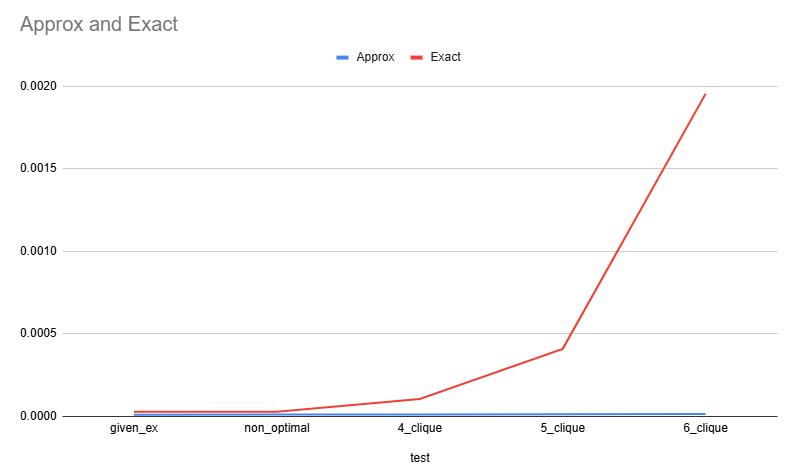 Approx and Exact
Approx Exact
0.0020
0.0015
0.0010
0.0005
0.0000
given_ex non_optimal 4_clique 5_clique 6_clique
test